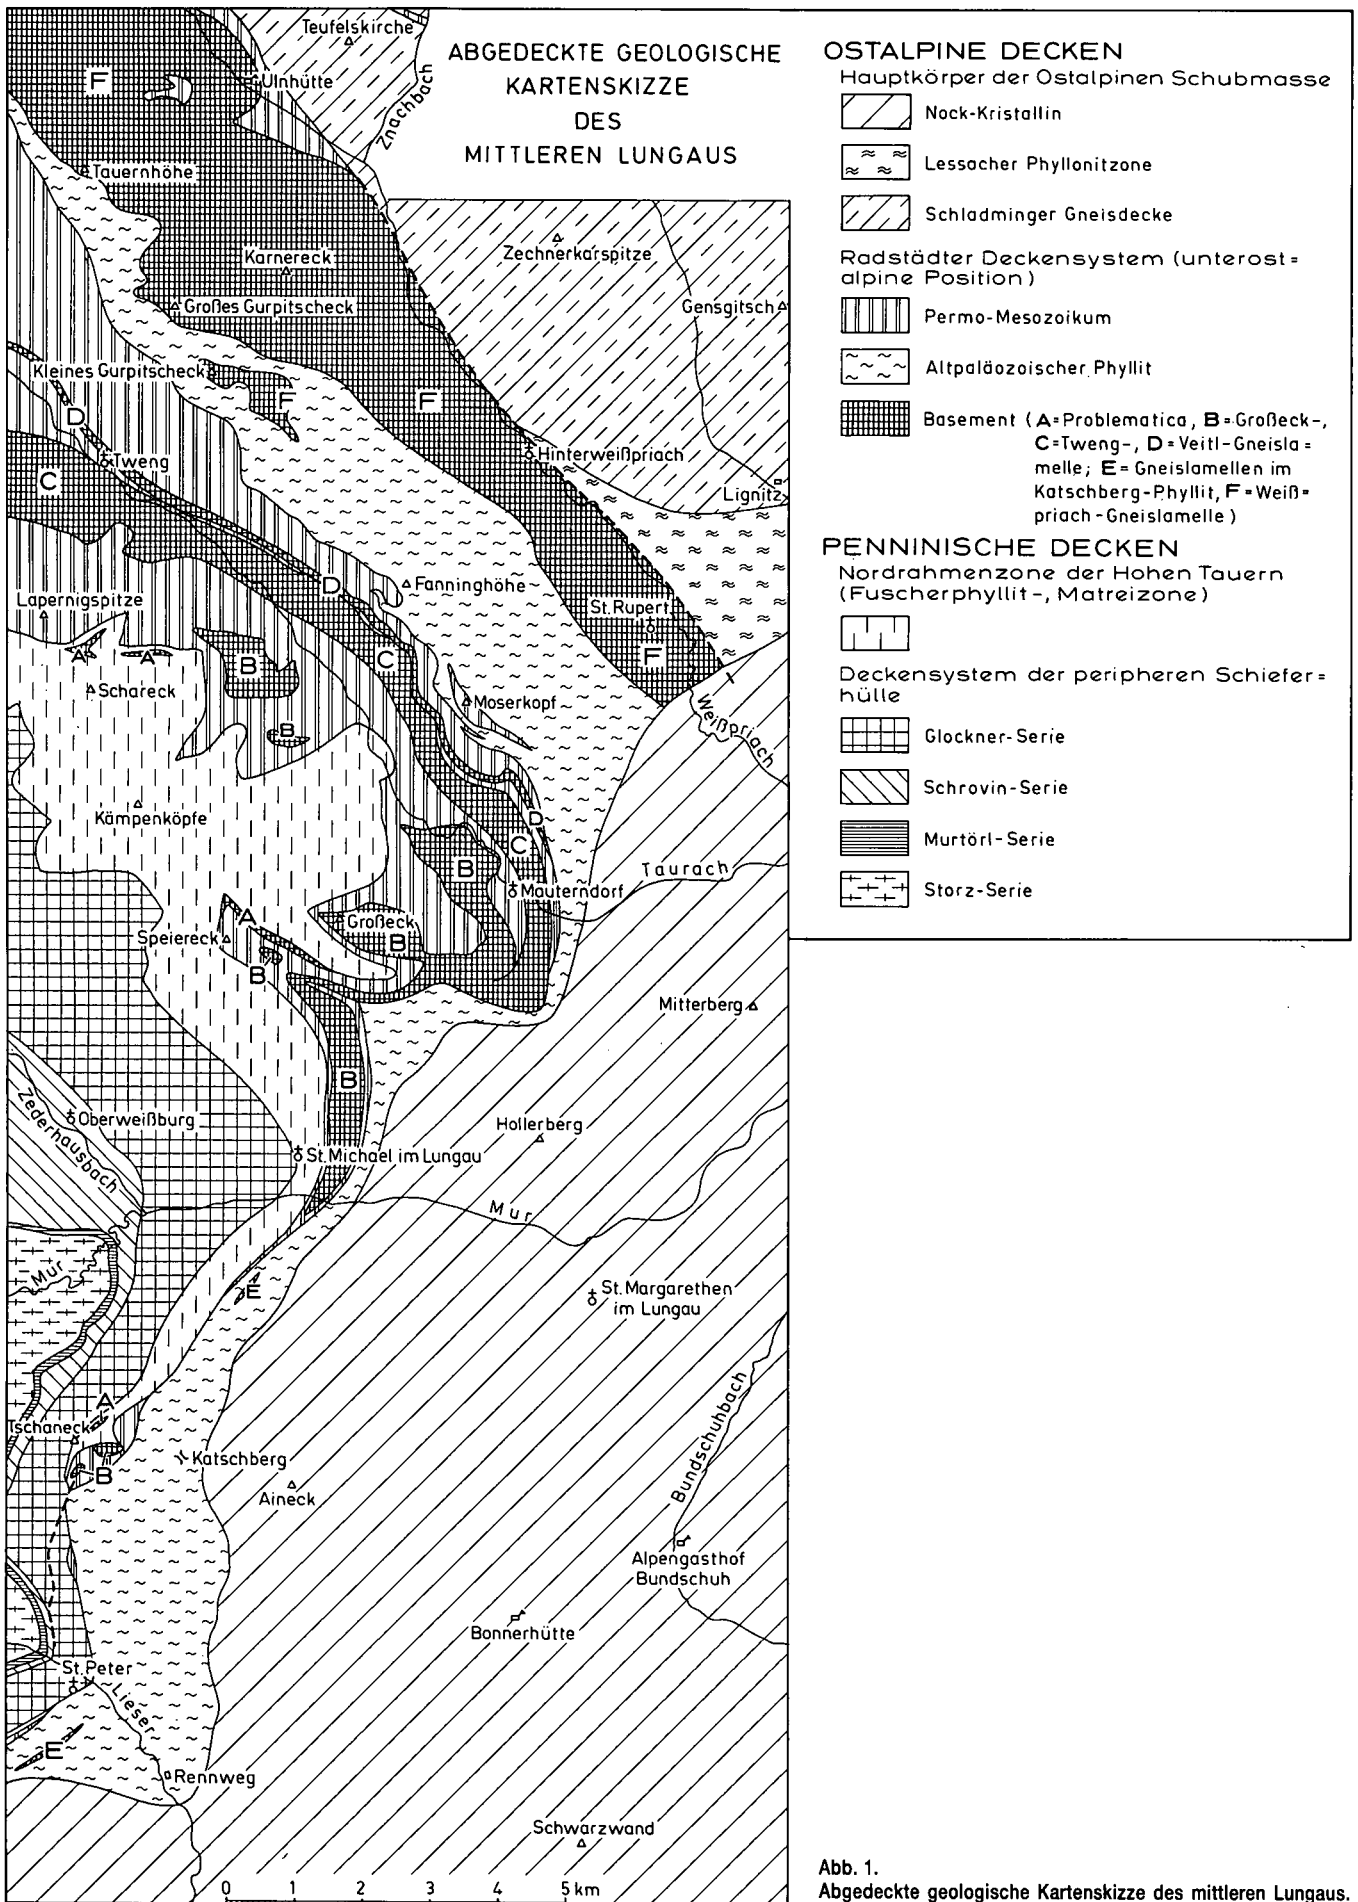 ABGEDECKTE GEOLOGISCHE
KARTENSKIZZE
DES
MITTLEREN LUNGAUS
Teufelskirche
Ulnhütte
Znachbach
F
Tauernhöhe
Karnereck
Großes Gurpitscheck
Zechnerkarspitze
Gensgitsch
Kleines Gurpitscheck
F
F
D
Tweng
C
Hinterweißpriach
Lignitz
Lapernigspitze
D
Fanninghöhe
St. Rupert
F
A
A
B
C
Schareck
Moserkopf
Weißpriach
B
Kämpenköpfe
D
C
B
Taurach
Mauterndorf
A
Großeck
Speiereck
B
B
Mitterberg
B
Zederhausbach
Oberweißburg
Hollerberg
St. Michael im Lungau
Mur
Mur
E
St. Margarethen
im Lungau
A
Tschaneck
B
Katschberg
Aineck
Bundschuhbach
Alpengasthof
Bundschuh
Bonnerhütte
St. Peter
Lieser
E
Rennweg
Schwarzwand
0 1 2 3 4 5 km
OSTALPINE DECKEN
Hauptkörper der Ostalpinen Schubmasse
Nock-Kristallin
Lessacher Phyllonitzone
Schladminger Gneisdecke
Radstädter Deckensystem (unterost=
alpine Position)
Permo-Mesozoikum
Altpaläozoischer Phyllit
Basement (A=Problematica, B=Großeck-,
C=Tweng-, D=Veitl-Gneisla=
melle; E=Gneislamellen im
Katschberg-Phyllit, F=Weiß=
priach-Gneislamelle)
PENNINISCHE DECKEN
Nordrahmenzone der Hohen Tauern
(Fuscherphyllit-, Matreizone)
Deckensystem der peripheren Schiefer=
hülle
Glockner-Serie
Schrovin-Serie
Murtörl-Serie
Storz-Serie
Abb. 1.
Abgedeckte geologische Kartenskizze des mittleren Lungaus.